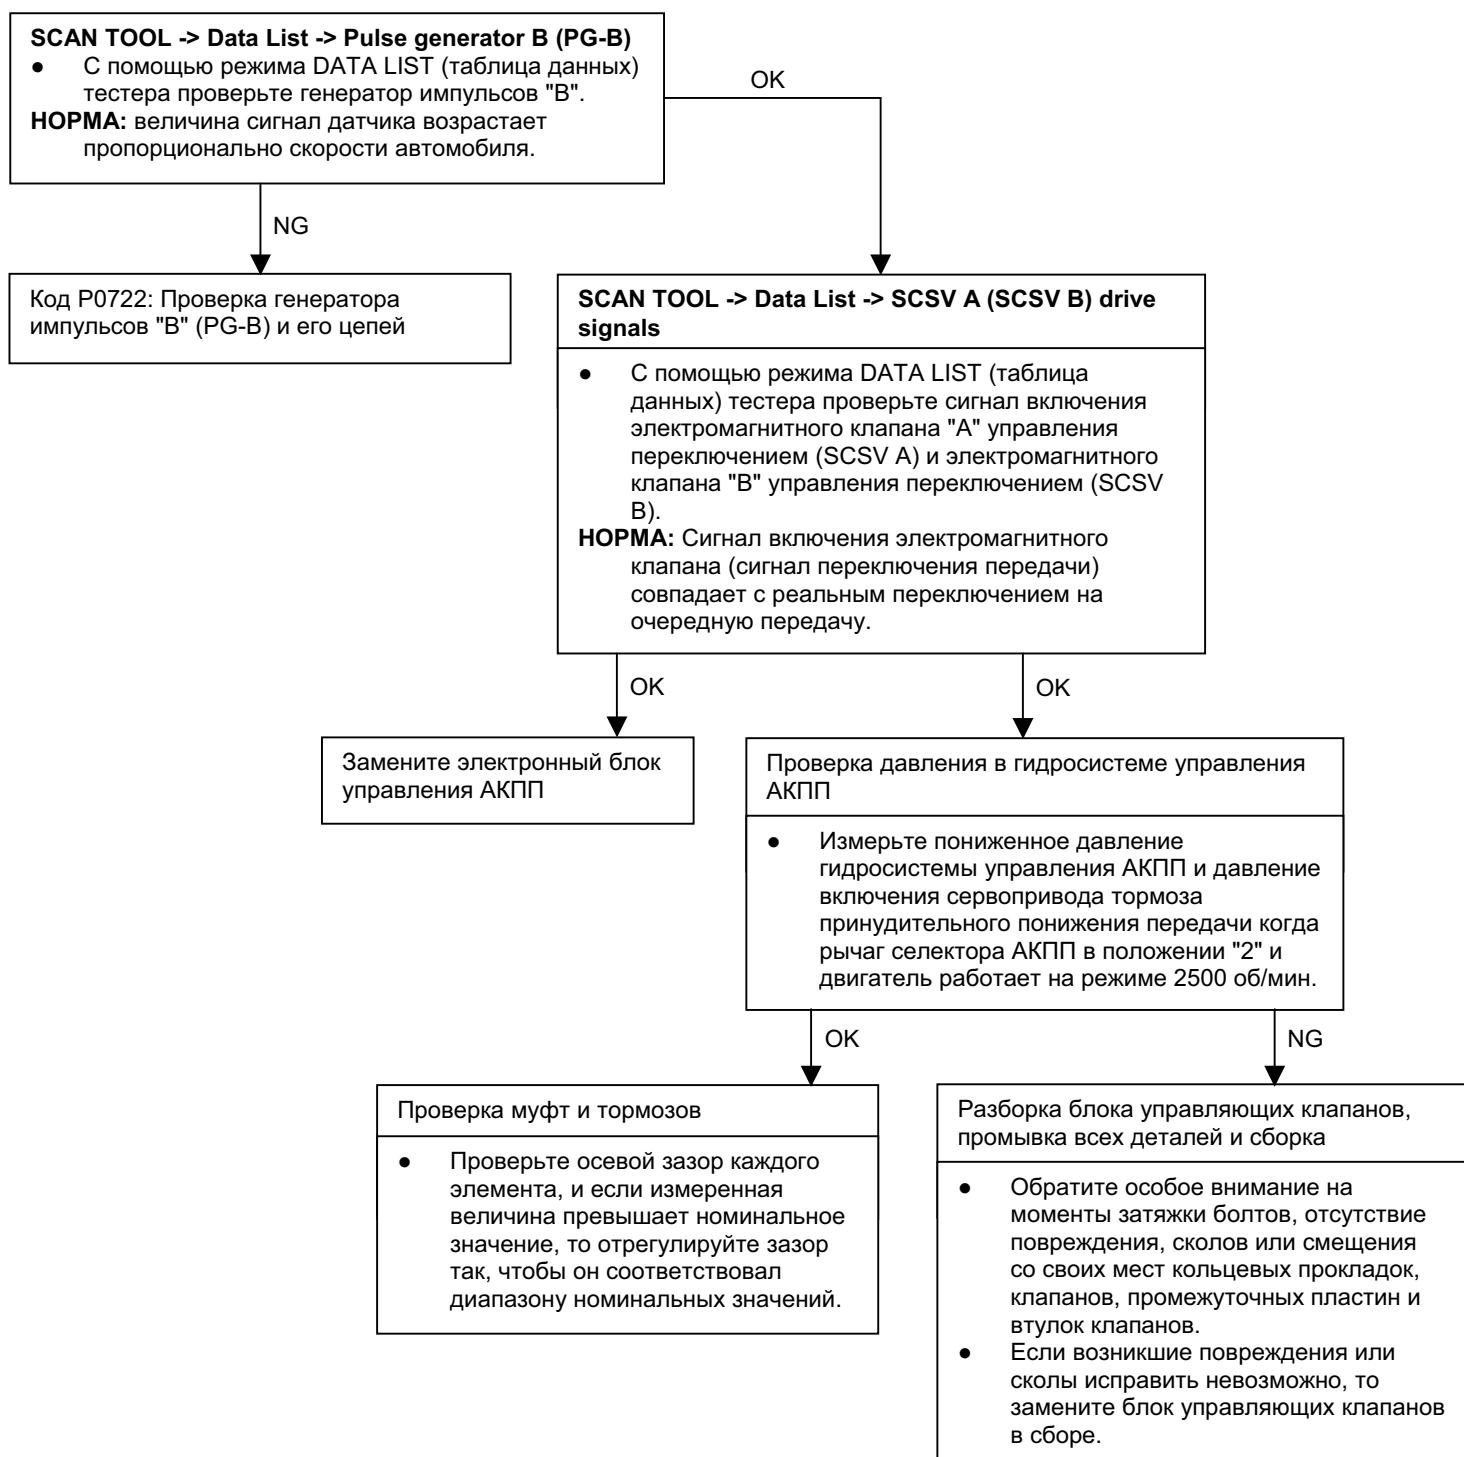 SCAN TOOL -> Data List -> Pulse generator B (PG-B)
● С помощью режима DATA LIST (таблица данных)
тестера проверьте генератор импульсов "В".
НОРМА: величина сигнал датчика возрастает
пропорционально скорости автомобиля.
OK
NG
Код Р0722: Проверка генератора
импульсов "В" (PG-B) и его цепей
SCAN TOOL -> Data List -> SCSV A (SCSV B) drive
signals
● С помощью режима DATA LIST (таблица
данных) тестера проверьте сигнал включения
электромагнитного клапана "А" управления
переключением (SCSV A) и электромагнитного
клапана "В" управления переключением (SCSV
B).
НОРМА: Сигнал включения электромагнитного
клапана (сигнал переключения передачи)
совпадает с реальным переключением на
очередную передачу.
OK
OK
Замените электронный блок
управления АКПП
Проверка давления в гидросистеме управления
АКПП
● Измерьте пониженное давление
гидросистемы управления АКПП и давление
включения сервопривода тормоза
принудительного понижения передачи когда
рычаг селектора АКПП в положении "2" и
двигатель работает на режиме 2500 об/мин.
OK
NG
Проверка муфт и тормозов
● Проверьте осевой зазор каждого
элемента, и если измеренная
величина превышает номинальное
значение, то отрегулируйте зазор
так, чтобы он соответствовал
диапазону номинальных значений.
Разборка блока управляющих клапанов,
промывка всех деталей и сборка
● Обратите особое внимание на
моменты затяжки болтов, отсутствие
повреждения, сколов или смещения
со своих мест кольцевых прокладок,
клапанов, промежуточных пластин и
втулок клапанов.
● Если возникшие повреждения или
сколы исправить невозможно, то
замените блок управляющих клапанов
в сборе.